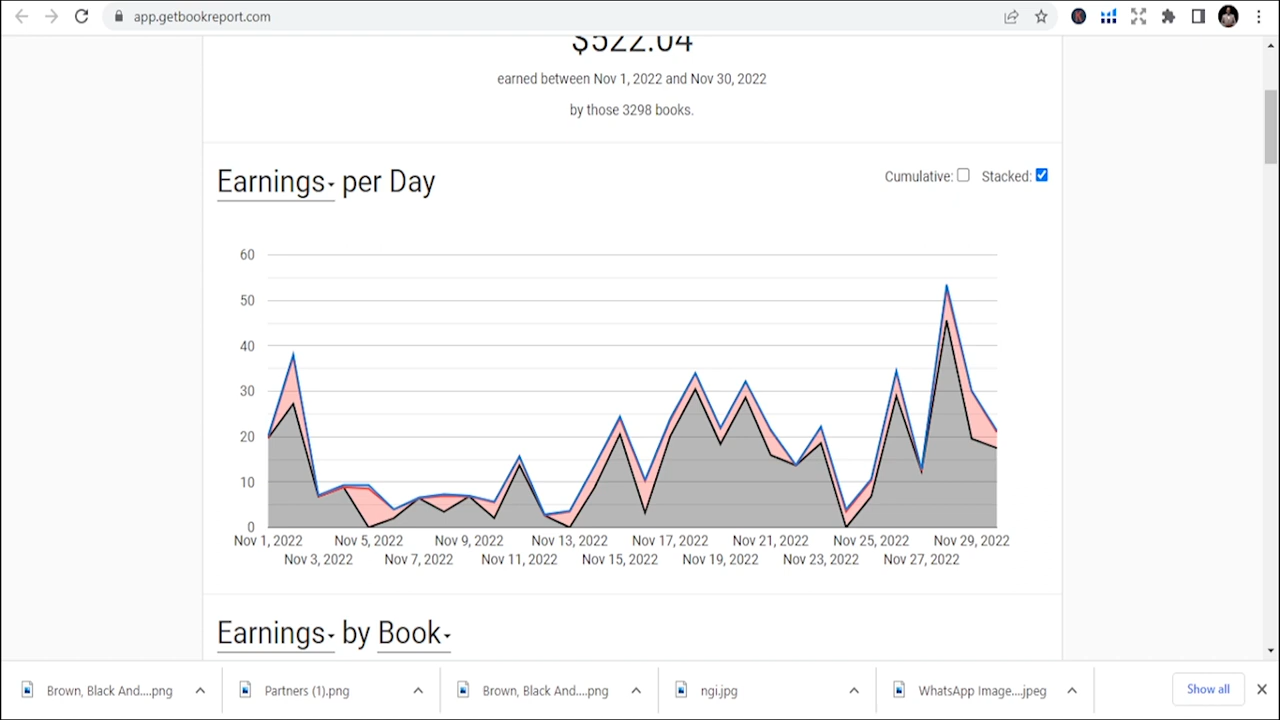 app.getbookreport.com
$522.04
earned between Nov 1, 2022 and Nov 30, 2022
by those 3298 books.
Earnings per Day
Cumulative: Stacked:
60
50
40
30
20
10
0
Nov 1, 2022 Nov 5, 2022 Nov 9, 2022 Nov 13, 2022 Nov 17, 2022 Nov 21, 2022 Nov 25, 2022 Nov 29, 2022
Nov 3, 2022 Nov 7, 2022 Nov 11, 2022 Nov 15, 2022 Nov 19, 2022 Nov 23, 2022 Nov 27, 2022
Earnings by Book
Brown, Black And....png Partners (1).png Brown, Black And....png ngi.jpg WhatsApp Image....jpeg Show all